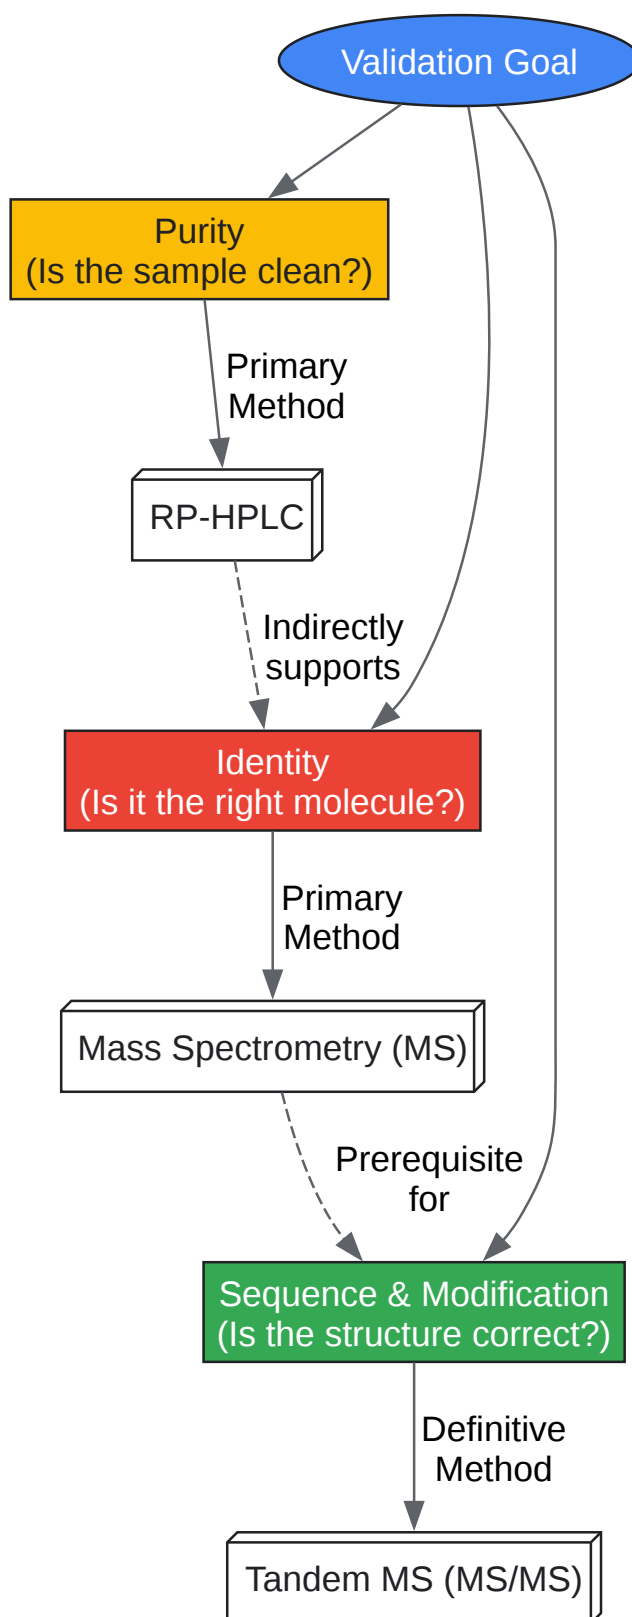 Validation Goal
Purity
(Is the sample clean?)
Primary
Method
RP-HPLC
Indirectly
supports
Identity
(Is it the right molecule?)
Primary
Method
Mass Spectrometry (MS)
Prerequisite
for
Sequence & Modification
(Is the structure correct?)
Definitive
Method
Tandem MS (MS/MS)